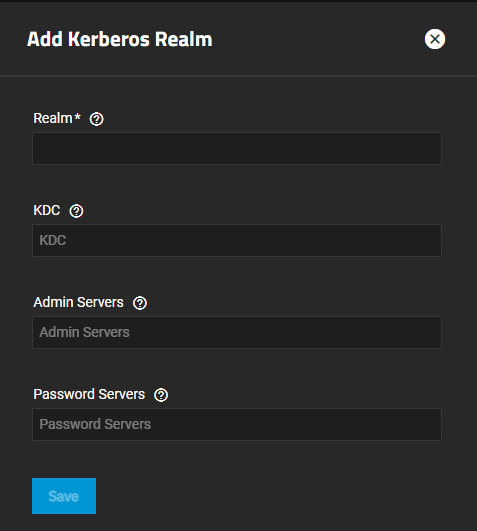 Add Kerberos Realm
Realm*
KDC
KDC
Admin Servers
Admin Servers
Password Servers
Password Servers
Save